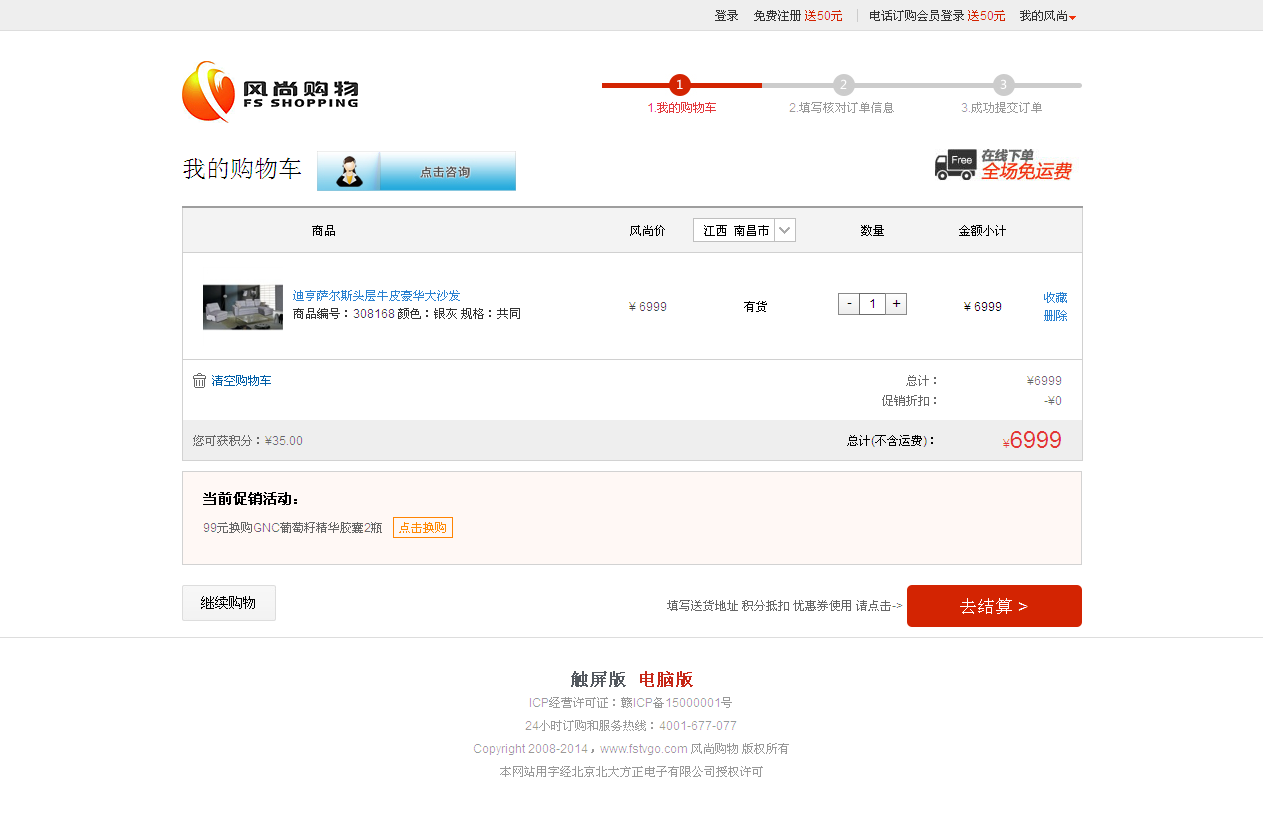 登录 免费注册 送50元 电话订购会员登录 送50元 我的风尚
风尚购物
FS SHOPPING
1 2 3
1.我的购物车 2.填写核对订单信息 3.成功提交订单
我的购物车 点击咨询
Free 在线下单
全场免运费
商品 风尚价 江西 南昌市 数量 金额小计
迪亨萨尔斯头层牛皮豪华大沙发
商品编号：308168 颜色：银灰 规格：共同
¥ 6999 有货 - 1 + ¥ 6999
收藏
删除
清空购物车 总计： ¥6999
促销折扣： -¥0
您可获积分：¥35.00 总计(不含运费)： ¥6999
当前促销活动：
99元换购GNC葡萄籽精华胶囊2瓶 点击换购
继续购物 填写送货地址 积分抵扣 优惠券使用 请点击-> 去结算 >
触屏版 电脑版
ICP经营许可证：赣ICP备15000001号
24小时订购和服务热线：4001-677-077
Copyright 2008-2014，www.fstvgo.com 风尚购物 版权所有
本网站用字经北京北大方正电子有限公司授权许可